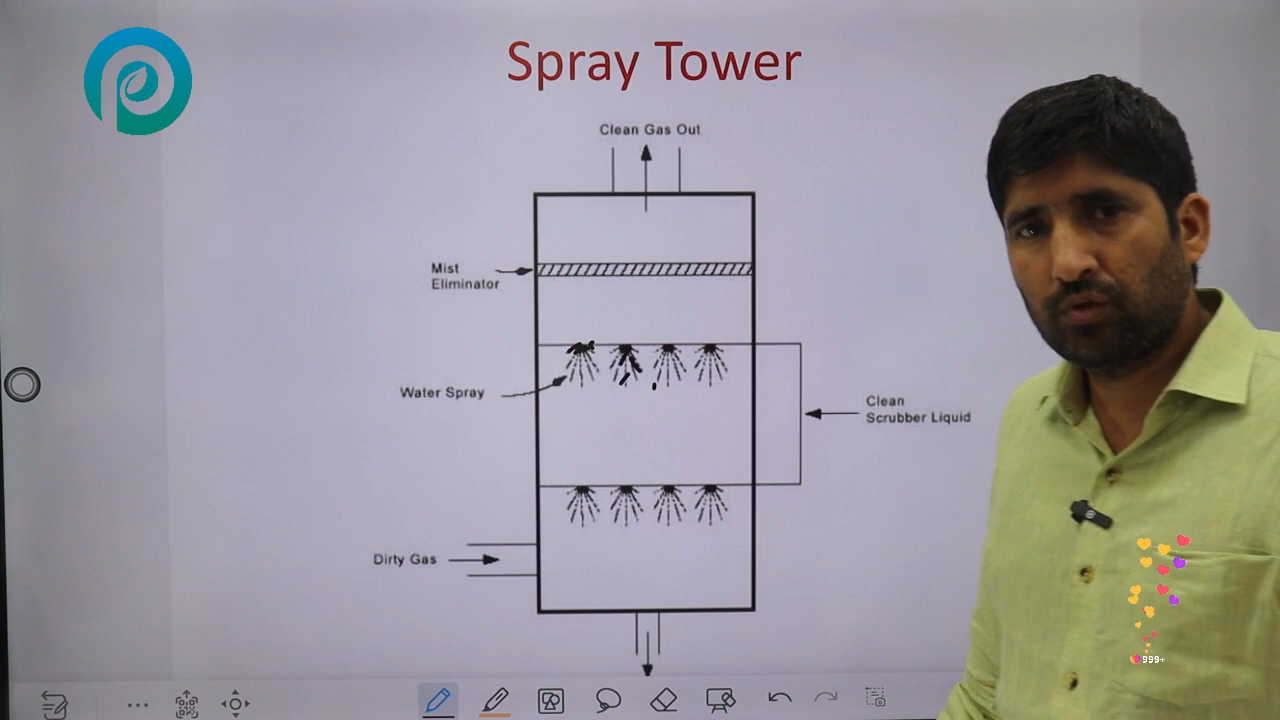 Spray Tower
Clean Gas Out
Mist
Eliminator
Water Spray
Clean
Scrubber Liquid
Dirty Gas
999+